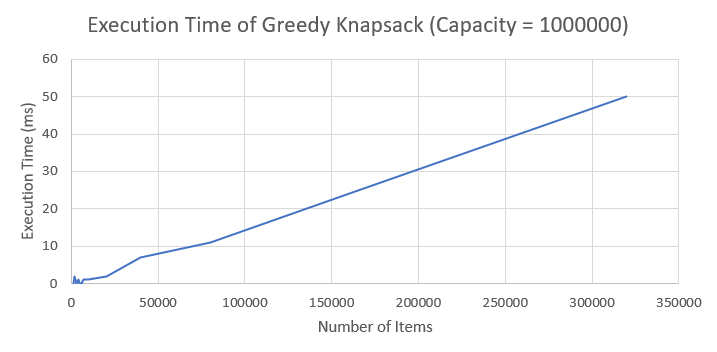 Execution Time of Greedy Knapsack (Capacity = 1000000)
Execution Time (ms)
60
50
40
30
20
10
0
0 50000 100000 150000 200000 250000 300000 350000
Number of Items